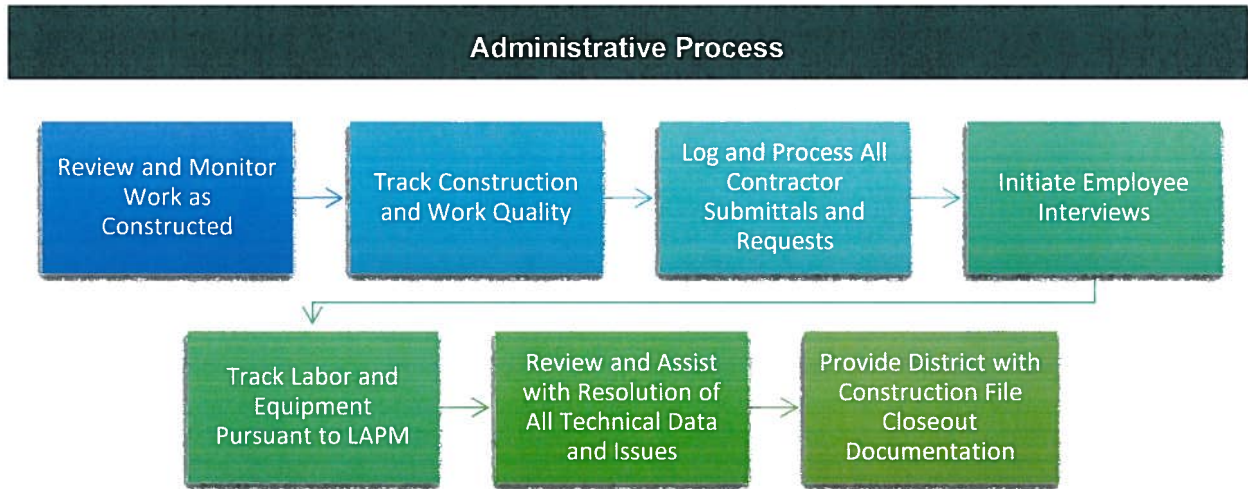 Administrative Process
Review and Monitor
Work as
Constructed
Track Construction
and Work Quality
Log and Process All
Contractor
Submittals and
Requests
Initiate Employee
Interviews
Track Labor and
Equipment
Pursuant to LAPM
Review and Assist
with Resolution of
All Technical Data
and Issues
Provide District with
Construction File
Closeout
Documentation